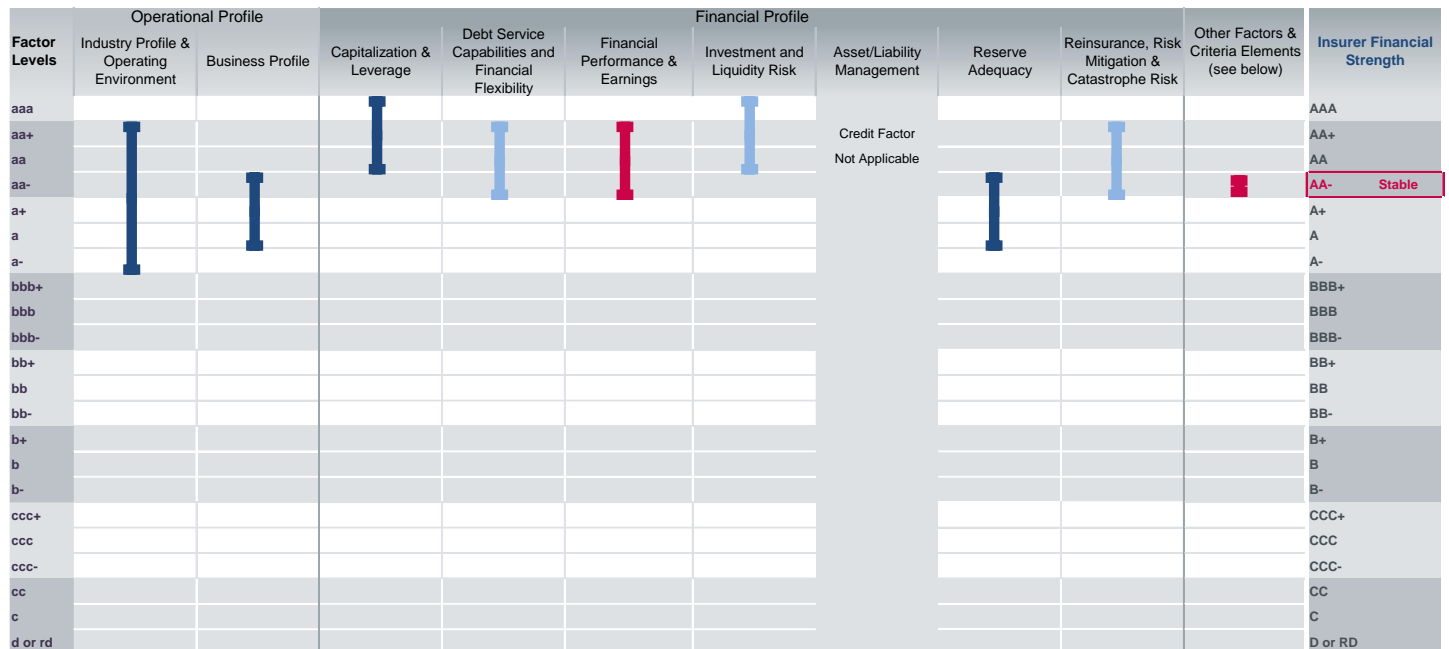 Operational Profile
Financial Profile
Factor
Levels
Industry Profile &
Operating
Environment
Business Profile
Capitalization &
Leverage
Debt Service
Capabilities and
Financial
Flexibility
Financial
Performance &
Earnings
Investment and
Liquidity Risk
Asset/Liability
Management
Reserve
Adequacy
Reinsurance, Risk
Mitigation &
Catastrophe Risk
Other Factors &
Criteria Elements
(see below)
Insurer Financial
Strength
aaa AAA
aa+ Credit Factor AA+
aa Not Applicable AA
aa- AA- Stable
a+ A+
a A
a- A-
bbb+ BBB+
bbb BBB
bbb- BBB-
bb+ BB+
bb BB
bb- BB-
b+ B+
b B
b- B-
ccc+ CCC+
ccc CCC
ccc- CCC-
cc CC
c C
d or rd D or RD